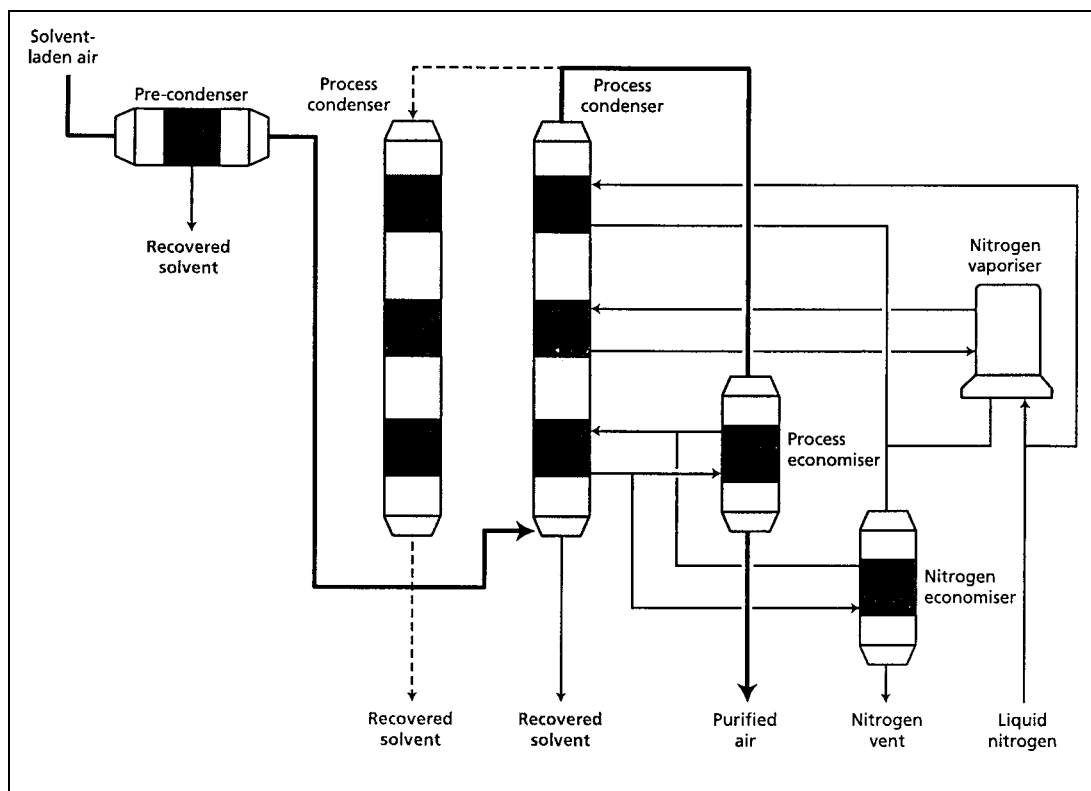 Solvent-
laden air
Pre-condenser
Recovered
solvent
Process
condenser
Process
condenser
Nitrogen
vaporiser
Process
economiser
Nitrogen
economiser
Recovered
solvent
Recovered
solvent
Purified
air
Nitrogen
vent
Liquid
nitrogen